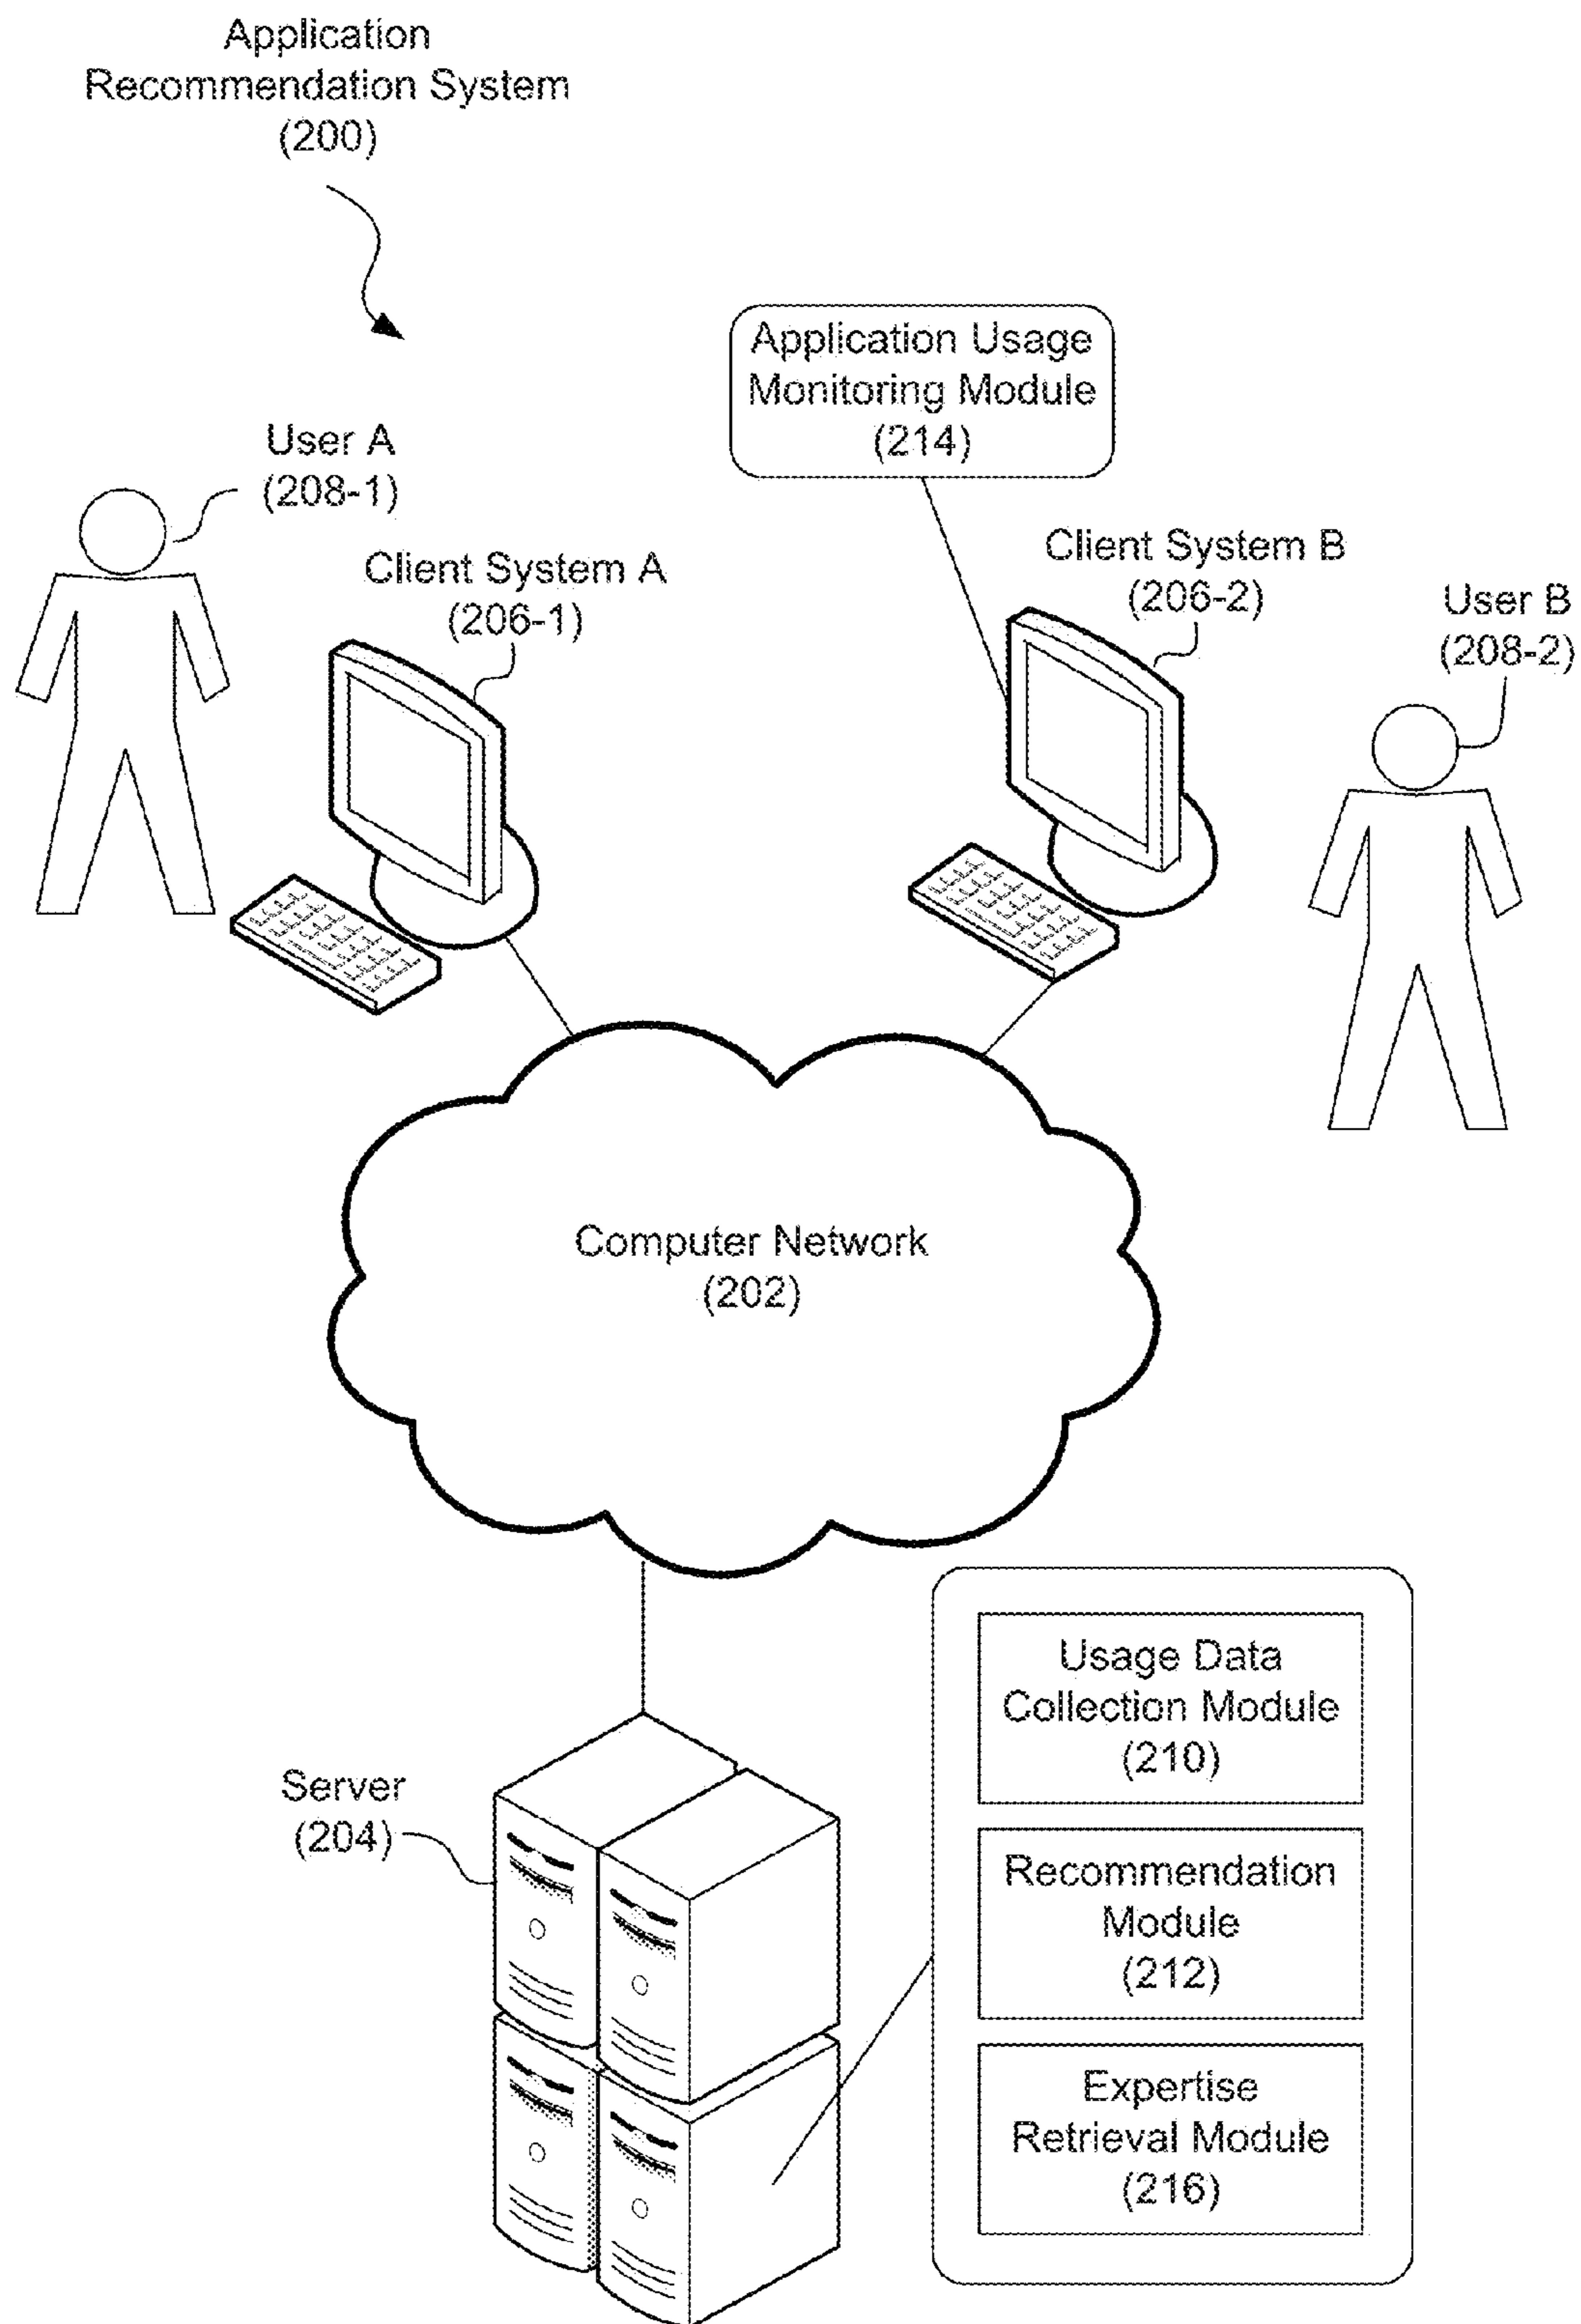 Application
Recommendation System
(200)
Application Usage
Monitoring Module
(214)
User A
(208-1)
Client System A
(206-1)
Client System B
(206-2)
User B
(208-2)
Computer Network
(202)
Usage Data
Collection Module
(210)
Server
(204)
Recommendation
Module
(212)
Expertise
Retrieval Module
(216)